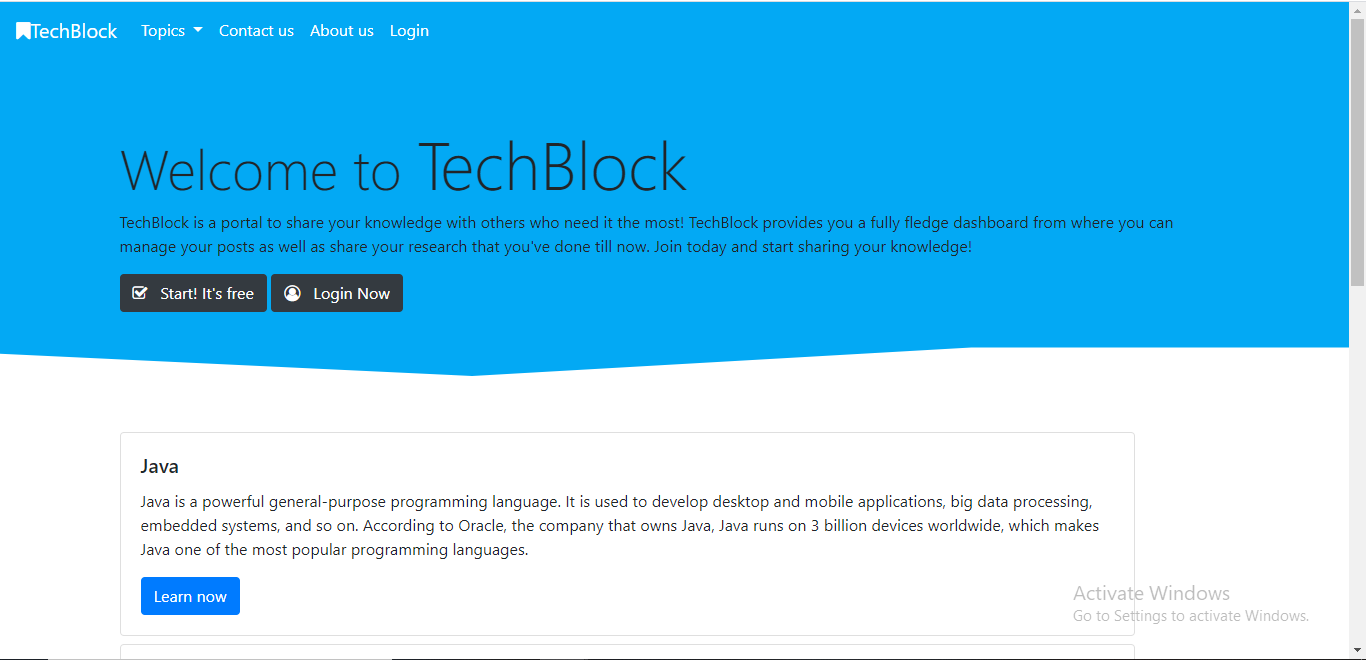 TechBlock Topics Contact us About us Login
Welcome to TechBlock
TechBlock is a portal to share your knowledge with others who need it the most! TechBlock provides you a fully fledge dashboard from where you can
manage your posts as well as share your research that you've done till now. Join today and start sharing your knowledge!
Start! It's free Login Now
Java
Java is a powerful general-purpose programming language. It is used to develop desktop and mobile applications, big data processing,
embedded systems, and so on. According to Oracle, the company that owns Java, Java runs on 3 billion devices worldwide, which makes
Java one of the most popular programming languages.
Learn now
Activate Windows
Go to Settings to activate Windows.